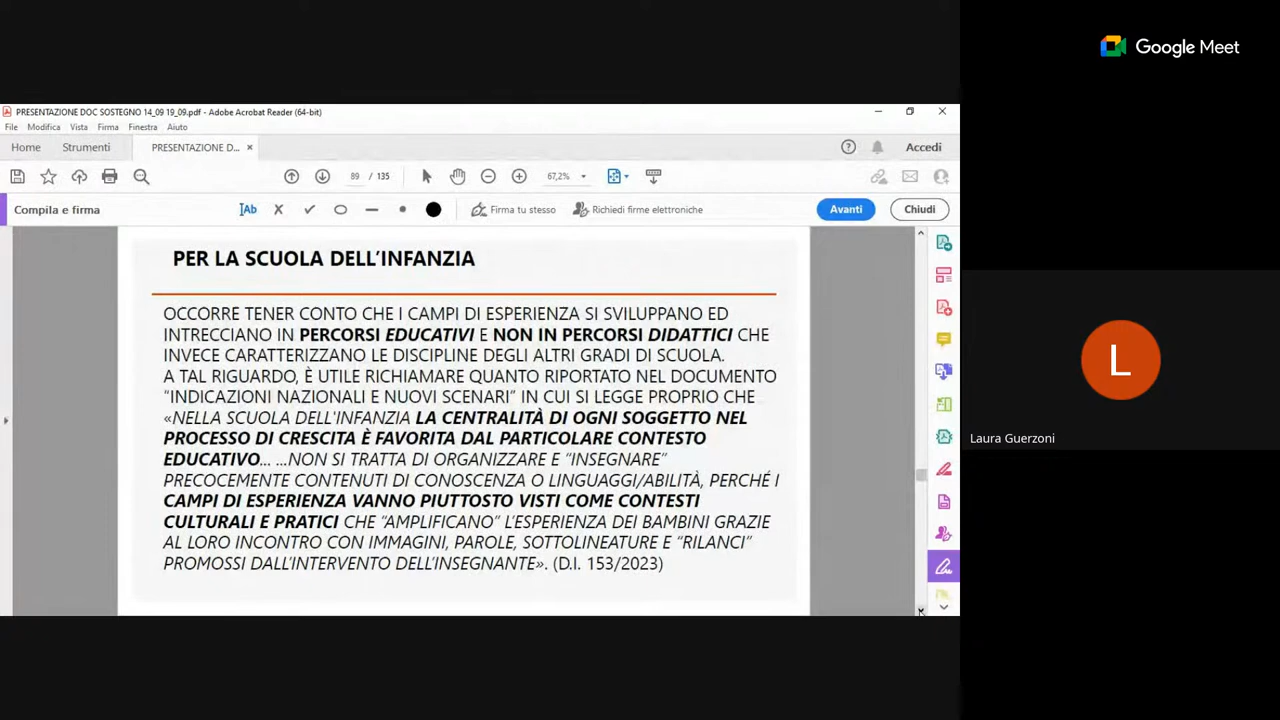 Google Meet
PRESENTAZIONE DOC SOSTEGNO 14_09 19_09.pdf - Adobe Acrobat Reader (64-bit)
File Modifica Vista Firma Finestra Aiuto
Home Strumenti PRESENTAZIONE D... × Accedi
89 / 135 67,2%
Compila e firma Ab Firma tu stesso Richiedi firme elettroniche Avanti Chiudi
PER LA SCUOLA DELL'INFANZIA
OCCORRE TENER CONTO CHE I CAMPI DI ESPERIENZA SI SVILUPPANO ED
INTRECCIANO IN PERCORSI EDUCATIVI E NON IN PERCORSI DIDATTICI CHE
INVECE CARATTERIZZANO LE DISCIPLINE DEGLI ALTRI GRADI DI SCUOLA.
A TAL RIGUARDO, È UTILE RICHIAMARE QUANTO RIPORTATO NEL DOCUMENTO
"INDICAZIONI NAZIONALI E NUOVI SCENARI" IN CUI SI LEGGE PROPRIO CHE
«NELLA SCUOLA DELL'INFANZIA LA CENTRALITÀ DI OGNI SOGGETTO NEL
PROCESSO DI CRESCITA È FAVORITA DAL PARTICOLARE CONTESTO
EDUCATIVO... ...NON SI TRATTA DI ORGANIZZARE E "INSEGNARE"
PRECOCEMENTE CONTENUTI DI CONOSCENZA O LINGUAGGI/ABILITÀ, PERCHÉ I
CAMPI DI ESPERIENZA VANNO PIUTTOSTO VISTI COME CONTESTI
CULTURALI E PRATICI CHE "AMPLIFICANO" L'ESPERIENZA DEI BAMBINI GRAZIE
AL LORO INCONTRO CON IMMAGINI, PAROLE, SOTTOLINEATURE E "RILANCI"
PROMOSSI DALL'INTERVENTO DELL'INSEGNANTE». (D.I. 153/2023)
L
Laura Guerzoni